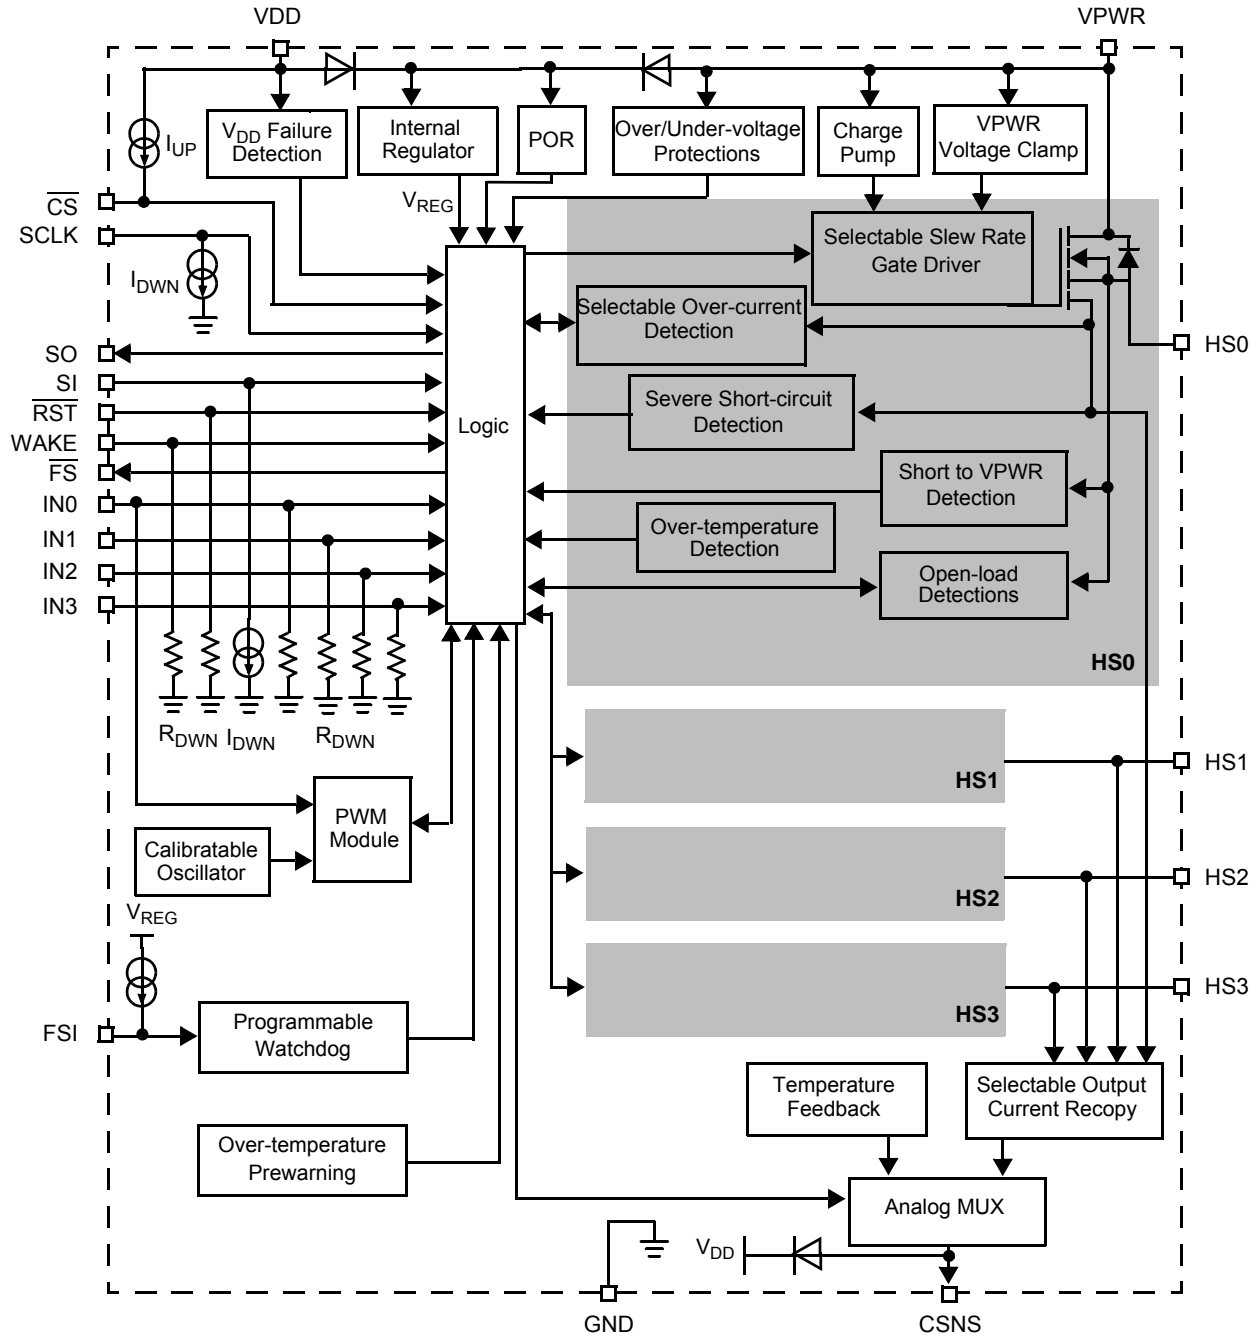 VDD
VPWR
VDD Failure
Detection
Internal
Regulator
POR
Over/Under-voltage
Protections
Charge
Pump
VPWR
Voltage Clamp
IUP
VREG
CS
SCLK
IDWN
SO
SI
RST
WAKE
FS
IN0
IN1
IN2
IN3
Logic
Selectable Slew Rate
Gate Driver
Selectable Over-current
Detection
Severe Short-circuit
Detection
Short to VPWR
Detection
Over-temperature
Detection
Open-load
Detections
HS0
HS0
RDWN
IDWN
RDWN
HS1
HS1
PWM
Module
Calibratable
Oscillator
HS2
HS2
VREG
HS3
HS3
FSI
Programmable
Watchdog
Temperature
Feedback
Selectable Output
Current Recopy
Over-temperature
Prewarning
Analog MUX
VDD
GND
CSNS